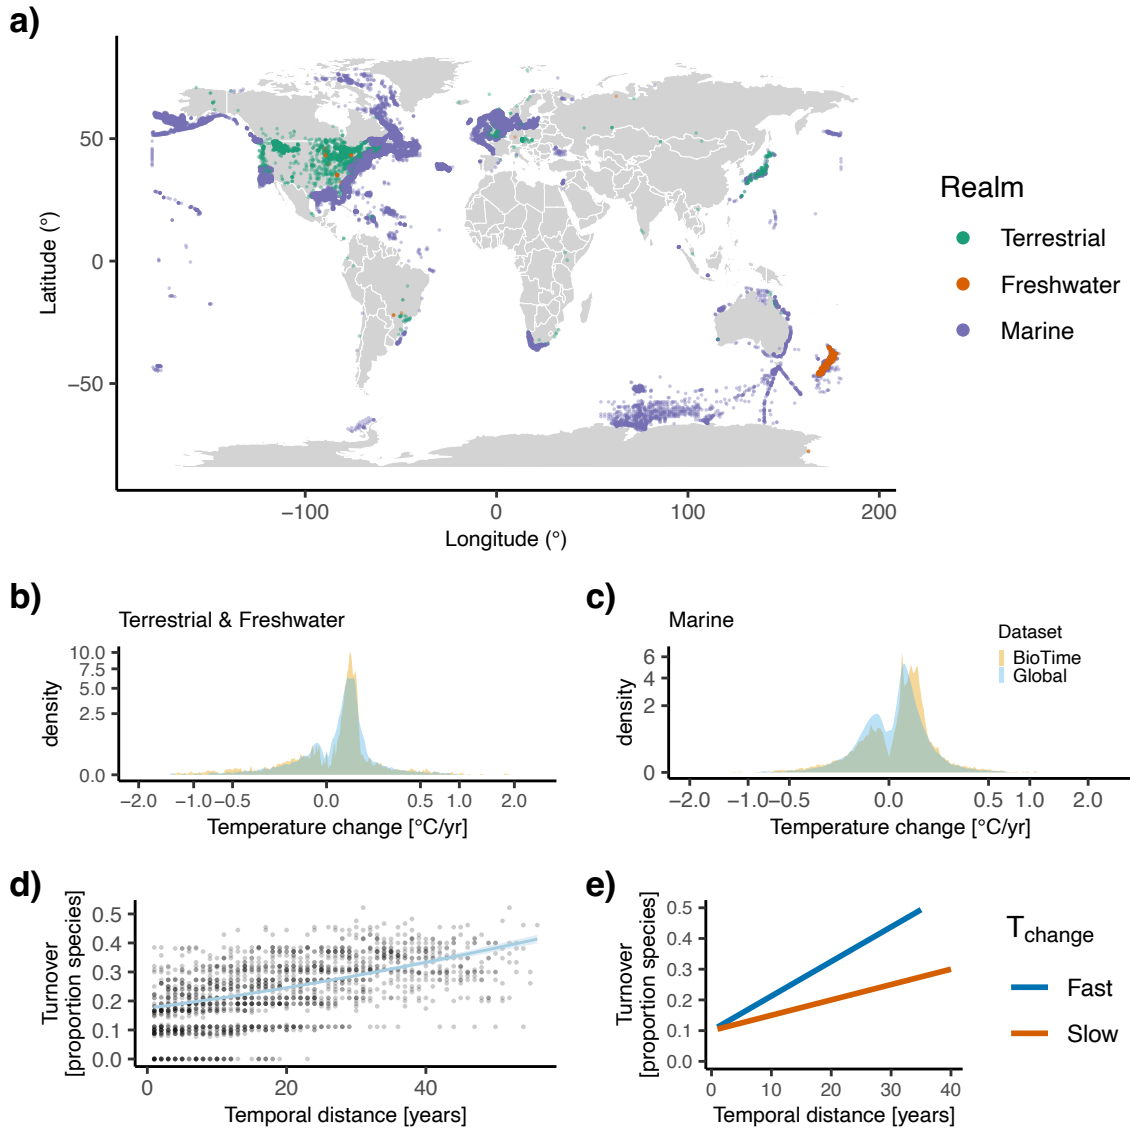 a)
50
0
−50
Latitude (°)
−100
0
100
200
Longitude (°)
Realm
Terrestrial
Freshwater
Marine
b)
Terrestrial & Freshwater
10.0
7.5
5.0
2.5
0.0
density
−2.0
−1.0
−0.5
0.0
0.5
1.0
2.0
Temperature change [°C/yr]
c)
Marine
6
4
2
0
density
−2.0
−1.0
−0.5
0.0
0.5
1.0
2.0
Temperature change [°C/yr]
Dataset
BioTime
Global
d)
Turnover
[proportion species]
0.5
0.4
0.3
0.2
0.1
0.0
0
20
40
Temporal distance [years]
e)
Turnover
[proportion species]
0.5
0.4
0.3
0.2
0.1
0.0
0
10
20
30
40
Temporal distance [years]
Tchange
Fast
Slow